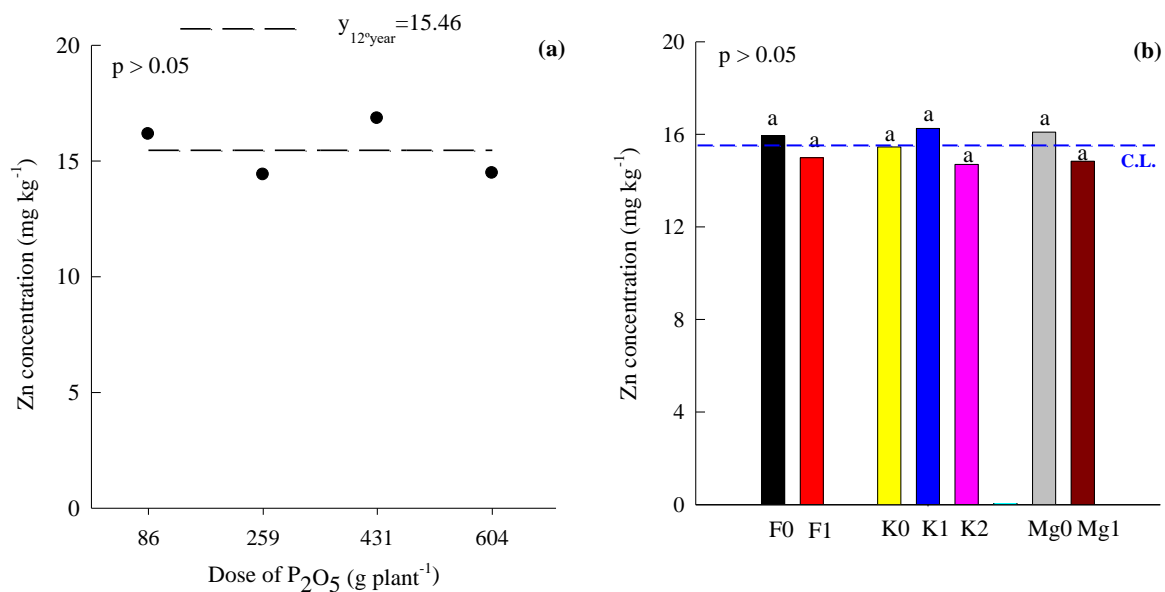 y12ºyear=15.46
(a)
p > 0.05
20
15
10
5
0
Zn concentration (mg kg-1)
86 259 431 604
Dose of P2O5 (g plant-1)
(b)
p > 0.05
20
16
12
8
4
0
Zn concentration (mg kg-1)
a a a a a a a
C.L.
F0 F1 K0 K1 K2 Mg0 Mg1